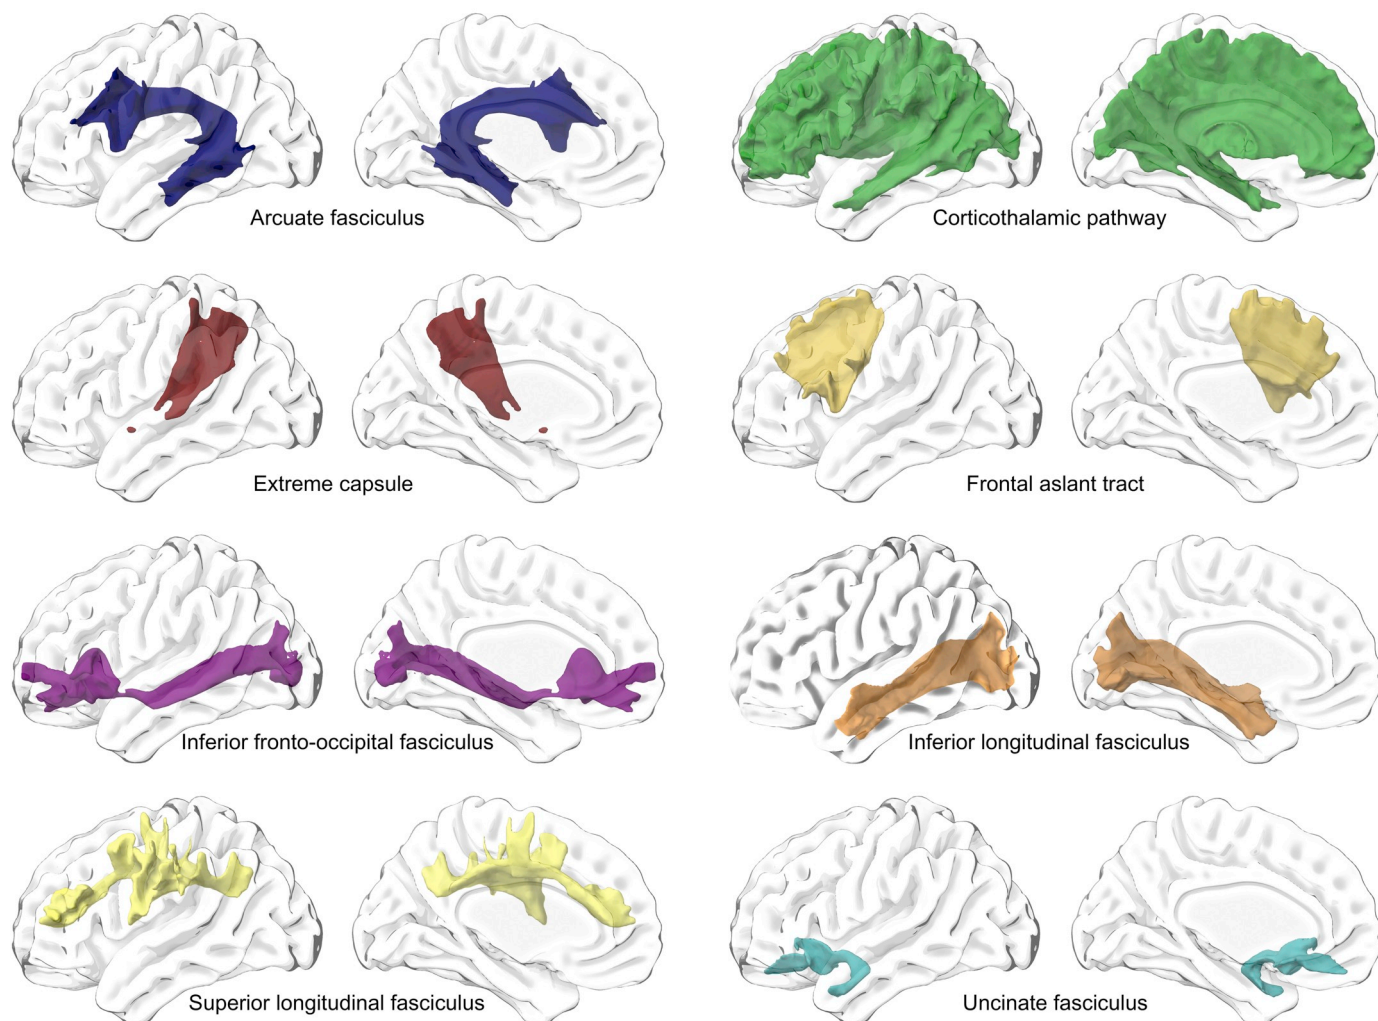 Arcuate fasciculus
Corticothalamic pathway
Extreme capsule
Frontal aslant tract
Inferior fronto-occipital fasciculus
Inferior longitudinal fasciculus
Superior longitudinal fasciculus
Uncinate fasciculus